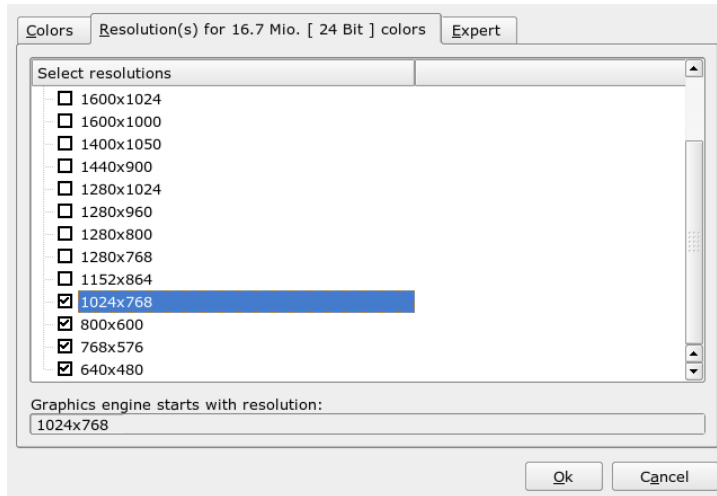 Colors Resolution(s) for 16.7 Mio. [ 24 Bit ] colors Expert
Select resolutions
1600x1024
1600x1000
1400x1050
1440x900
1280x1024
1280x960
1280x800
1280x768
1152x864
1024x768
800x600
768x576
640x480
Graphics engine starts with resolution:
1024x768
Ok Cancel